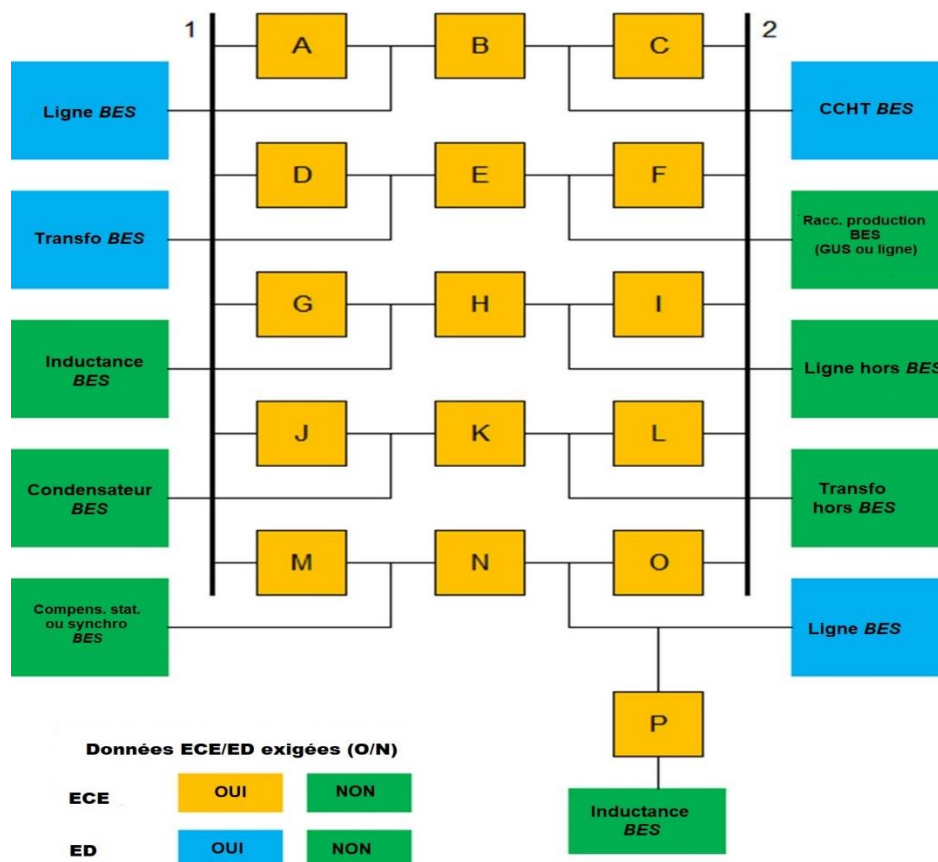 1
A
B
C
2
Ligne BES
CCHT BES
D
E
F
Transfo BES
Racc. production
BES
(GUS ou ligne)
G
H
I
Inductance
BES
Ligne hors BES
J
K
L
Condensateur
BES
Transfo
hors BES
M
N
O
Compens. stat.
ou synchro
BES
Ligne BES
P
Inductance
BES
Données ECE/ED exigées (O/N)
ECE
OUI
NON
ED
OUI
NON